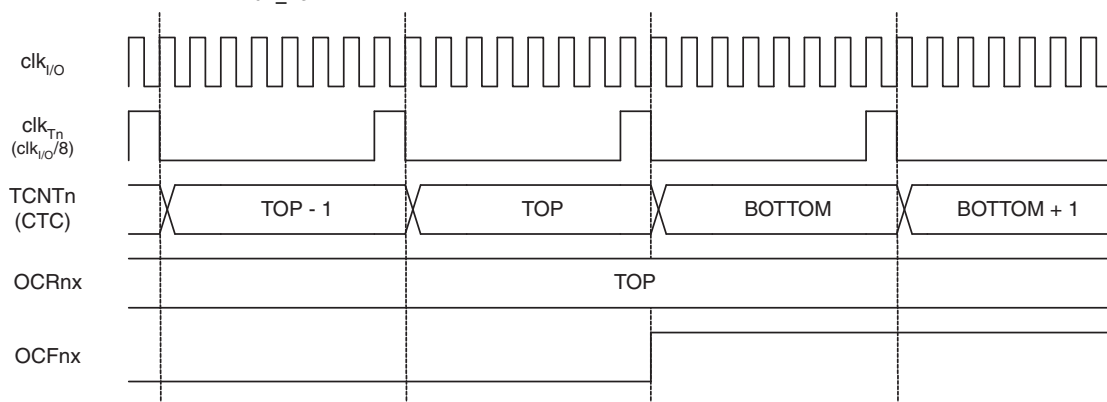 clkI/O
clkTn
(clkI/O/8)
TCNTn
(CTC)
TOP - 1
TOP
BOTTOM
BOTTOM + 1
OCRnx
TOP
OCFnx